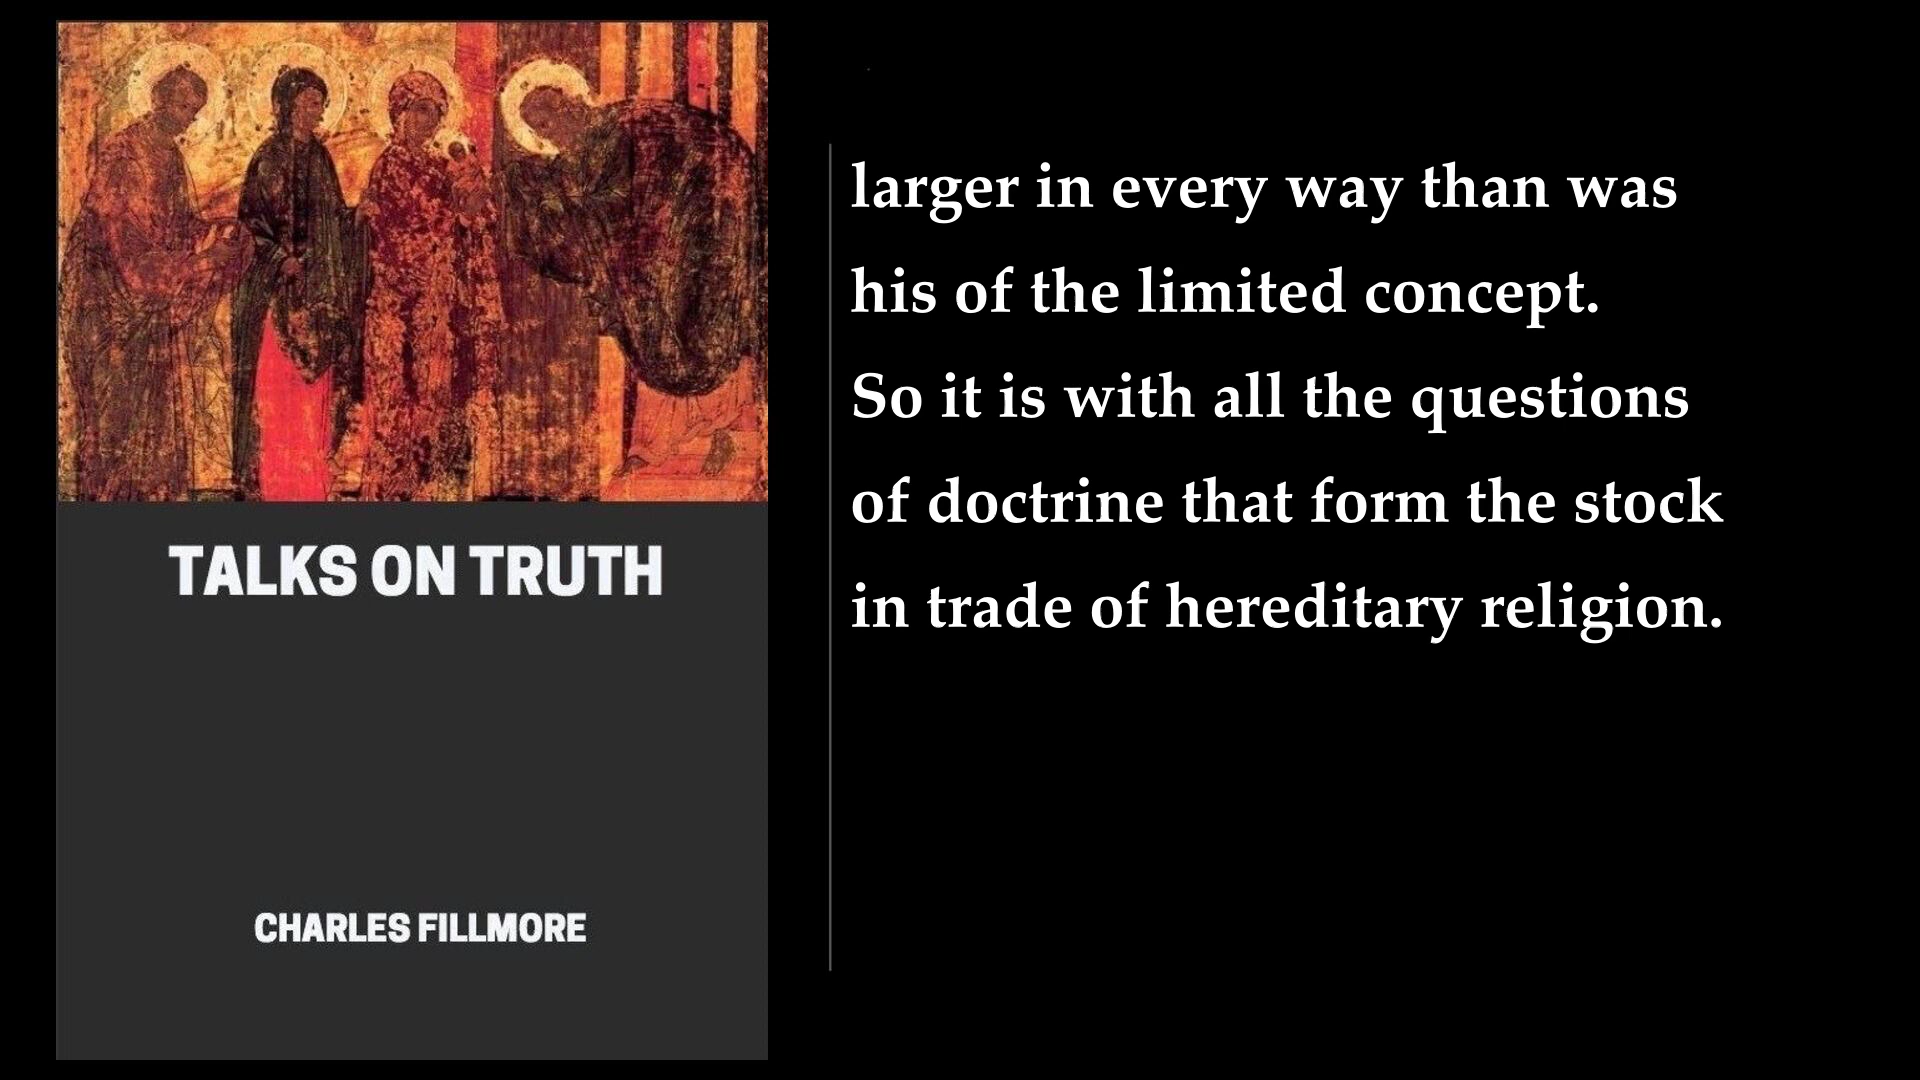 TALKS ON TRUTH
CHARLES FILLMORE
larger in every way than was
his of the limited concept.
So it is with all the questions
of doctrine that form the stock
in trade of hereditary religion.